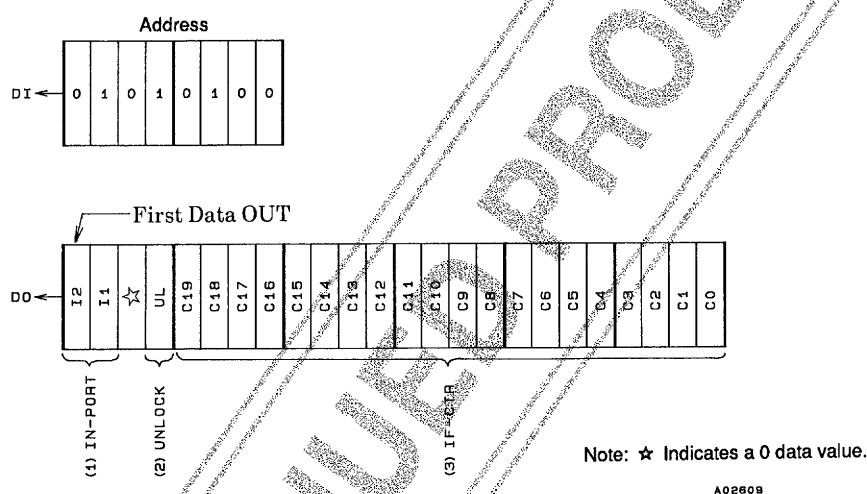 Address
DI 0 1 0 1 0 1 0 0
First Data OUT
DO I2 I1 ☆ UL C19 C18 C17 C16 C15 C14 C13 C12 C11 C10 C9 C8 C7 C6 C5 C4 C3 C2 C1 C0
(1) IN-PORT
(2) UNLOCK
(3) IF-CTR
Note: ☆ Indicates a 0 data value.
A02609